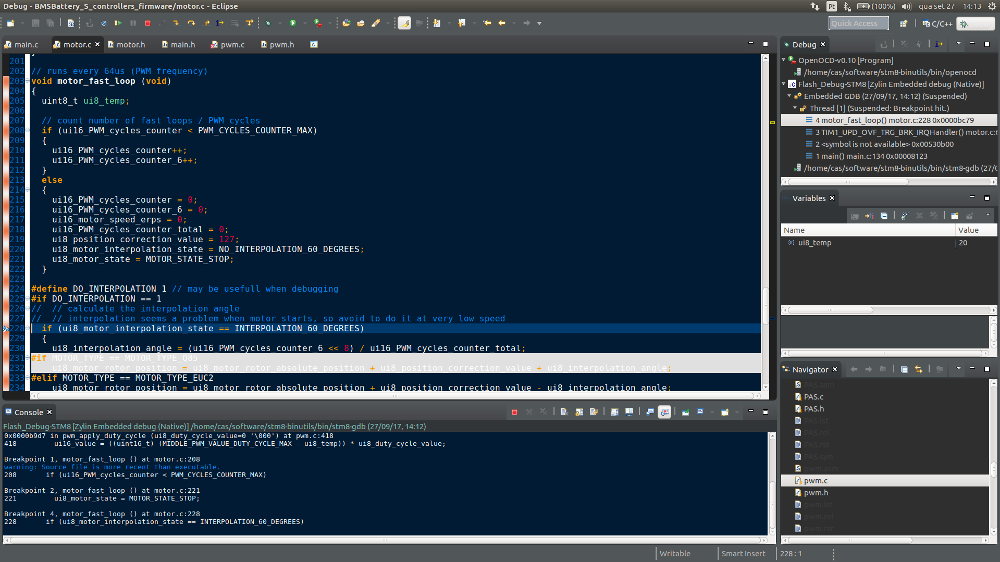 Debug - BMSBattery_S_controllers_firmware/motor.c - Eclipse
Pt (100%) qua set 27 14:13
Quick Access C/C++ Debug
main.c motor.c motor.h main.h pwm.c pwm.h
201
202 // runs every 64us (PWM frequency)
203 void motor_fast_loop (void)
204 {
205 uint8_t ui8_temp;
206
207 // count number of fast loops / PWM cycles
208 if (ui16_PWM_cycles_counter < PWM_CYCLES_COUNTER_MAX)
209 {
210 ui16_PWM_cycles_counter++;
211 ui16_PWM_cycles_counter_6++;
212 }
213 else
214 {
215 ui16_PWM_cycles_counter = 0;
216 ui16_PWM_cycles_counter_6 = 0;
217 ui16_motor_speed_erps = 0;
218 ui16_PWM_cycles_counter_total = 0;
219 ui8_position_correction_value = 127;
220 ui8_motor_interpolation_state = NO_INTERPOLATION_60_DEGREES;
221 ui8_motor_state = MOTOR_STATE_STOP;
222 }
223
224 #define DO_INTERPOLATION 1 // may be usefull when debugging
225 #if DO_INTERPOLATION == 1
226 // // calculate the interpolation angle
227 // // interpolation seems a problem when motor starts, so avoid to do it at very low speed
228 if (ui8_motor_interpolation_state == INTERPOLATION_60_DEGREES)
229 {
230 ui8_interpolation_angle = (ui16_PWM_cycles_counter_6 << 8) / ui16_PWM_cycles_counter_total;
231 #if MOTOR_TYPE == MOTOR_TYPE_Q85
232 ui8_motor_rotor_position = ui8_motor_rotor_absolute_position + ui8_position_correction_value + ui8_interpolation_angle;
233 #elif MOTOR_TYPE == MOTOR_TYPE_EUC2
234 ui8_motor_rotor_position = ui8_motor_rotor_absolute_position + ui8_position_correction_value - ui8_interpolation_angle;
Console
Flash_Debug-STM8 [Zylin Embedded debug (Native)] /home/cas/software/stm8-binutils/bin/stm8-gdb (27/09/17, 14:12)
0x0000b9d7 in pwm_apply_duty_cycle (ui8_duty_cycle_value=0 '\000') at pwm.c:418
418 ui16_value = ((uint16_t) (MIDDLE_PWM_VALUE_DUTY_CYCLE_MAX - ui8_temp)) * ui8_duty_cycle_value;
Breakpoint 1, motor_fast_loop () at motor.c:208
warning: Source file is more recent than executable.
208 if (ui16_PWM_cycles_counter < PWM_CYCLES_COUNTER_MAX)
Breakpoint 2, motor_fast_loop () at motor.c:221
221 ui8_motor_state = MOTOR_STATE_STOP;
Breakpoint 4, motor_fast_loop () at motor.c:228
228 if (ui8_motor_interpolation_state == INTERPOLATION_60_DEGREES)
Debug
OpenOCD-v0.10 [Program]
/home/cas/software/stm8-binutils/bin/openocd
Flash_Debug-STM8 [Zylin Embedded debug (Native)]
Embedded GDB (27/09/17, 14:12) (Suspended)
Thread [1] (Suspended: Breakpoint hit.)
4 motor_fast_loop() motor.c:228 0x0000bc79
3 TIM1_UPD_OVF_TRG_BRK_IRQHandler() motor.c:6
2 <symbol is not available> 0x00530b00
1 main() main.c:134 0x00008123
/home/cas/software/stm8-binutils/bin/stm8-gdb (27/0
Variables
Name Value
ui8_temp 20
Navigator
PAS.asm
PAS.c
PAS.h
PAS.lst
PAS.rel
PAS.rst
PAS.sym
pwm.asm
pwm.c
pwm.h
pwm.lst
pwm.rel
pwm.rst
Writable Smart Insert 228 : 1